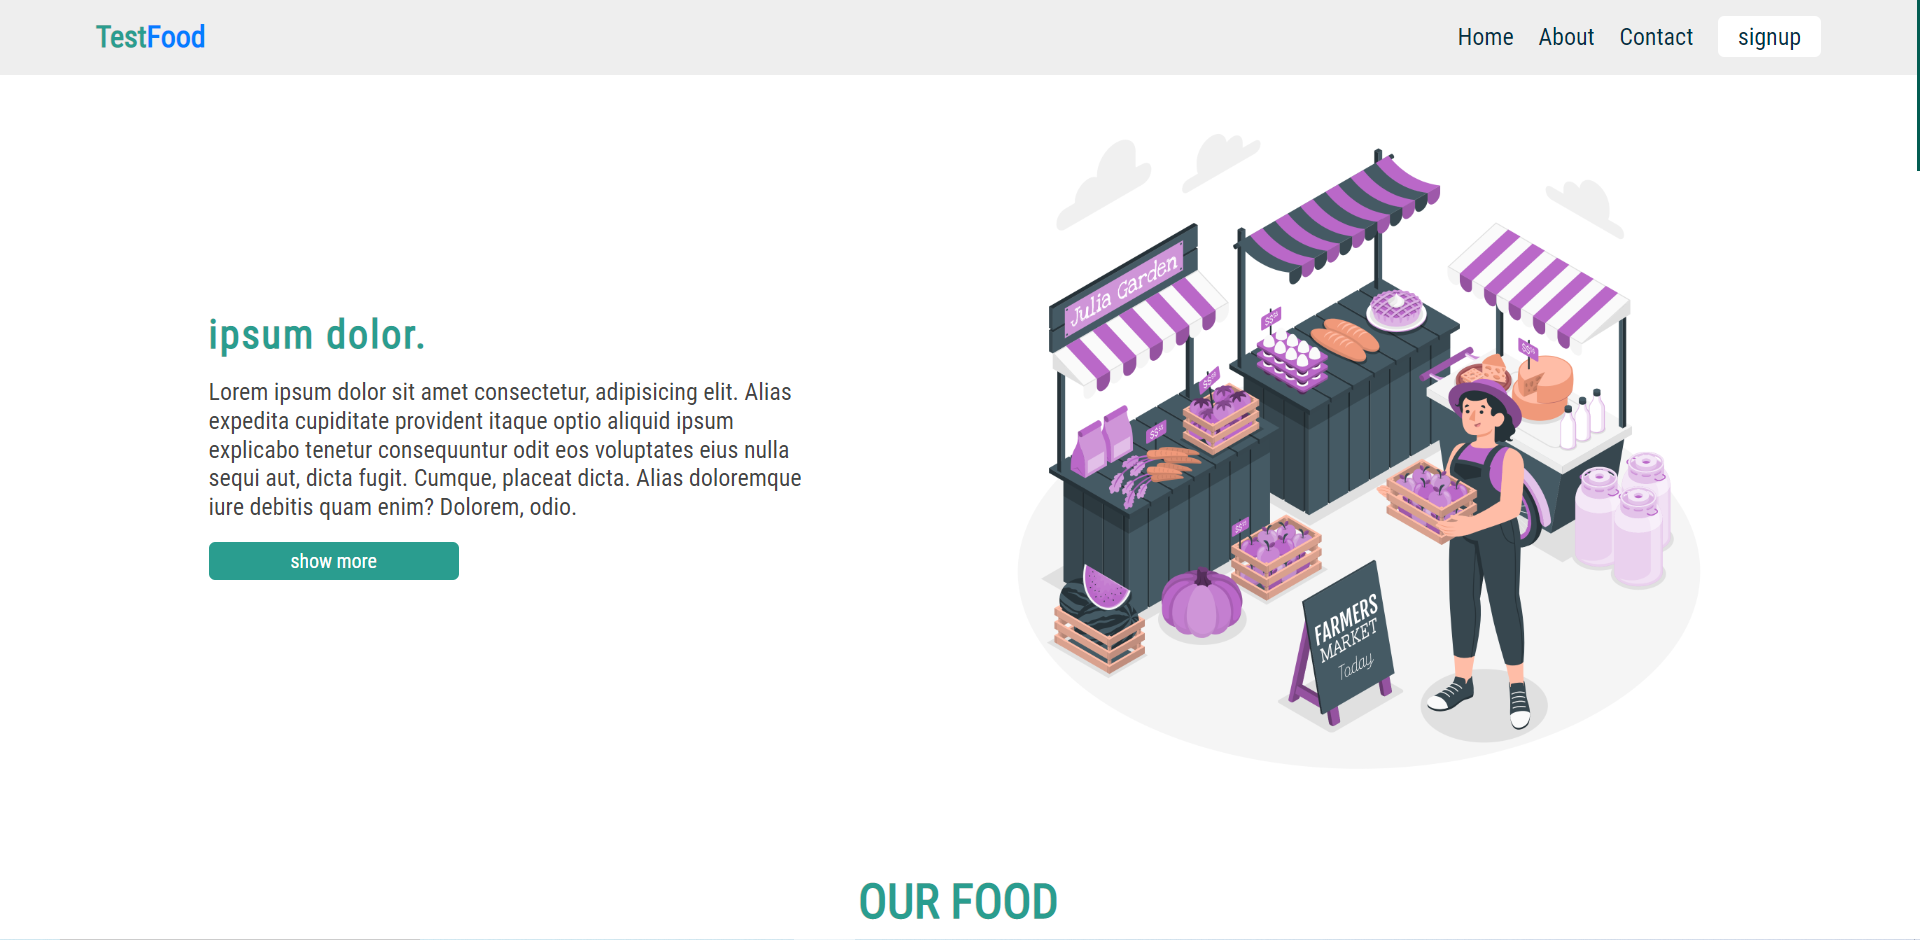 TestFood
Home About Contact signup
ipsum dolor.
Lorem ipsum dolor sit amet consectetur, adipisicing elit. Alias
expedita cupiditate provident itaque optio aliquid ipsum
explicabo tenetur consequuntur odit eos voluptates eius nulla
sequi aut, dicta fugit. Cumque, placeat dicta. Alias doloremque
iure debitis quam enim? Dolorem, odio.
show more
Julia Garden
FARMERS
MARKET
Today
OUR FOOD